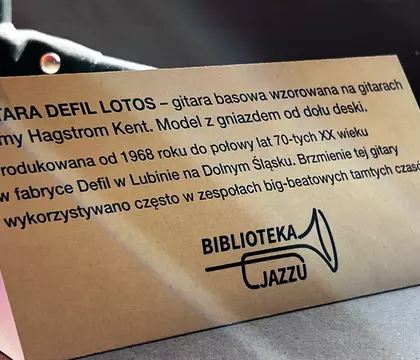 TARA DEFIL LOTOS – gitara basowa wzorowana na gitarach
my Hagstrom Kent. Model z gniazdem od dołu deski.
rodukowana od 1968 roku do połowy lat 70-tych XX wieku
w fabryce Defil w Lubinie na Dolnym Śląsku. Brzmienie tej gitary
wykorzystywano często w zespołach big-beatowych tamtych czasó
BIBLIOTEKA
JAZZU